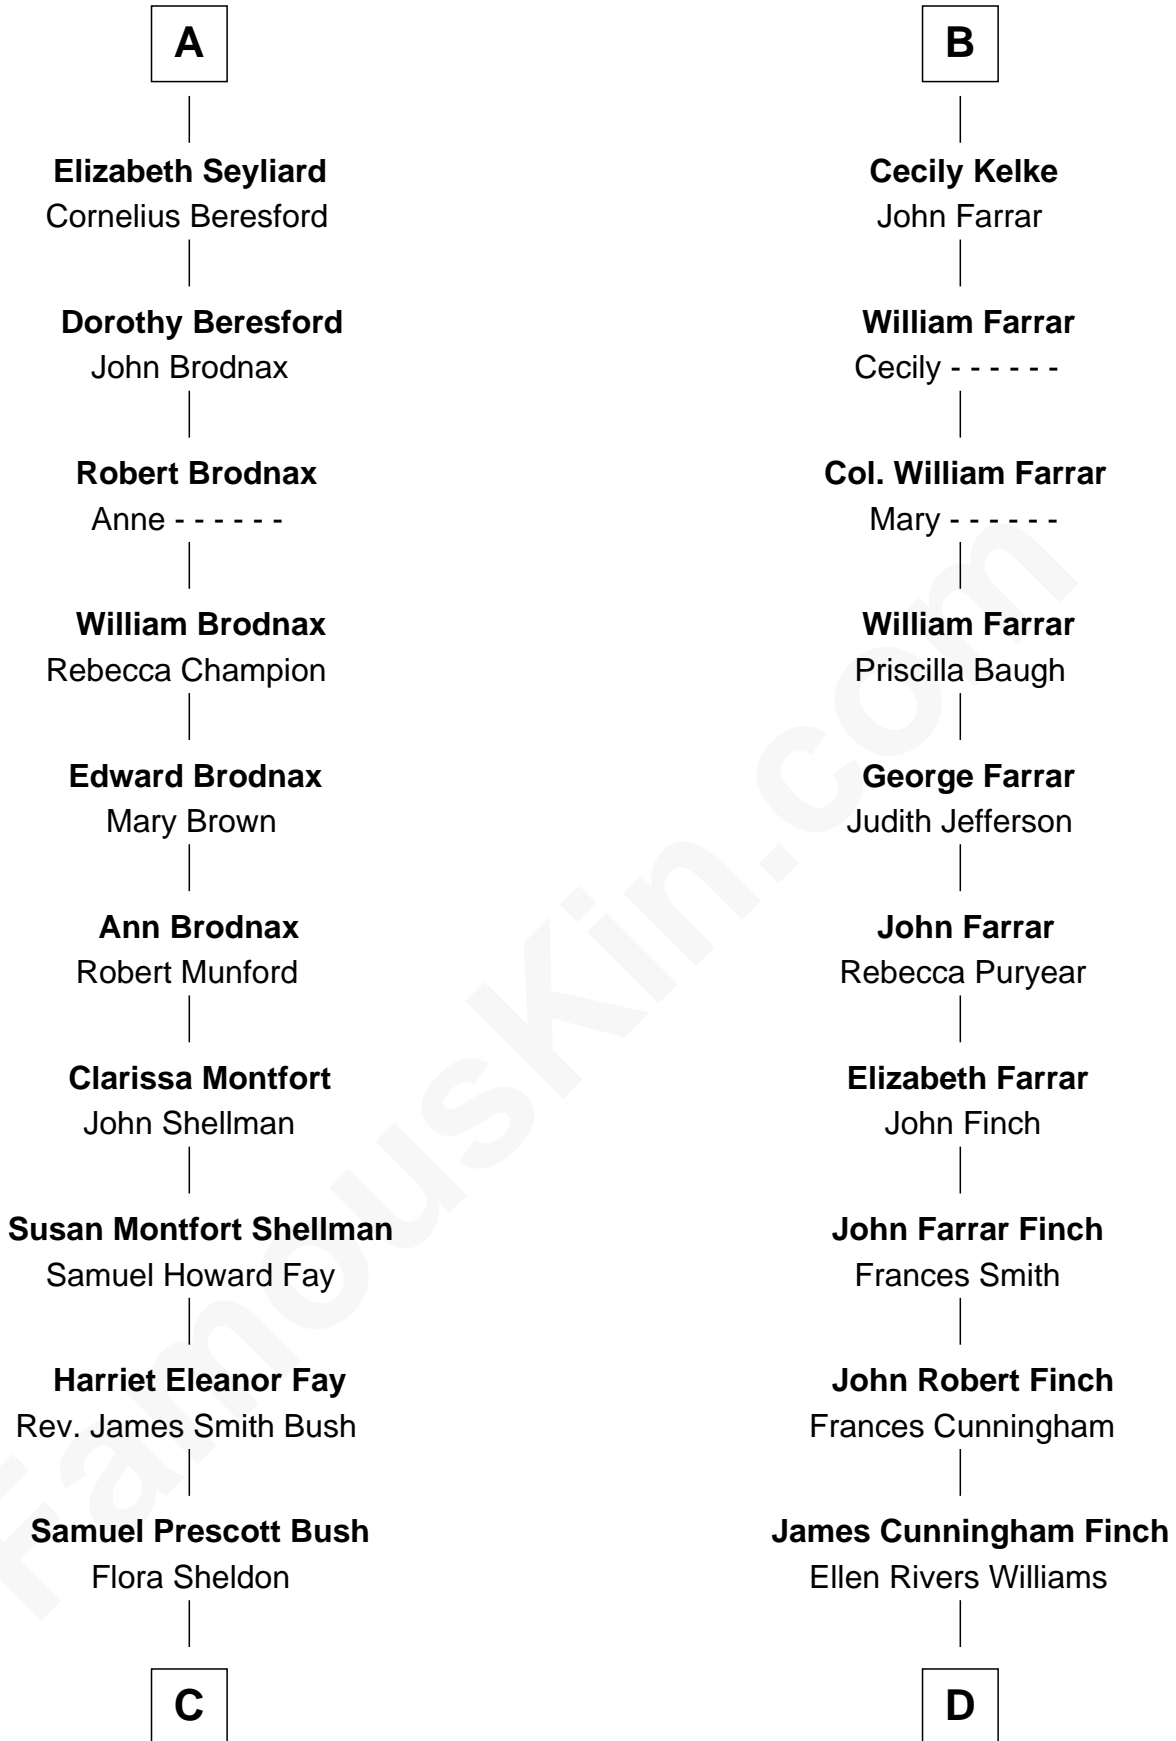 A
Elizabeth Seyliard
Cornelius Beresford
Dorothy Beresford
John Brodnax
Robert Brodnax
Anne - - - - - -
William Brodnax
Rebecca Champion
Edward Brodnax
Mary Brown
Ann Brodnax
Robert Munford
Clarissa Montfort
John Shellman
Susan Montfort Shellman
Samuel Howard Fay
Harriet Eleanor Fay
Rev. James Smith Bush
Samuel Prescott Bush
Flora Sheldon
C
B
Cecily Kelke
John Farrar
William Farrar
Cecily - - - - - -
Col. William Farrar
Mary - - - - - -
William Farrar
Priscilla Baugh
George Farrar
Judith Jefferson
John Farrar
Rebecca Puryear
Elizabeth Farrar
John Finch
John Farrar Finch
Frances Smith
John Robert Finch
Frances Cunningham
James Cunningham Finch
Ellen Rivers Williams
D
FamousKin.com